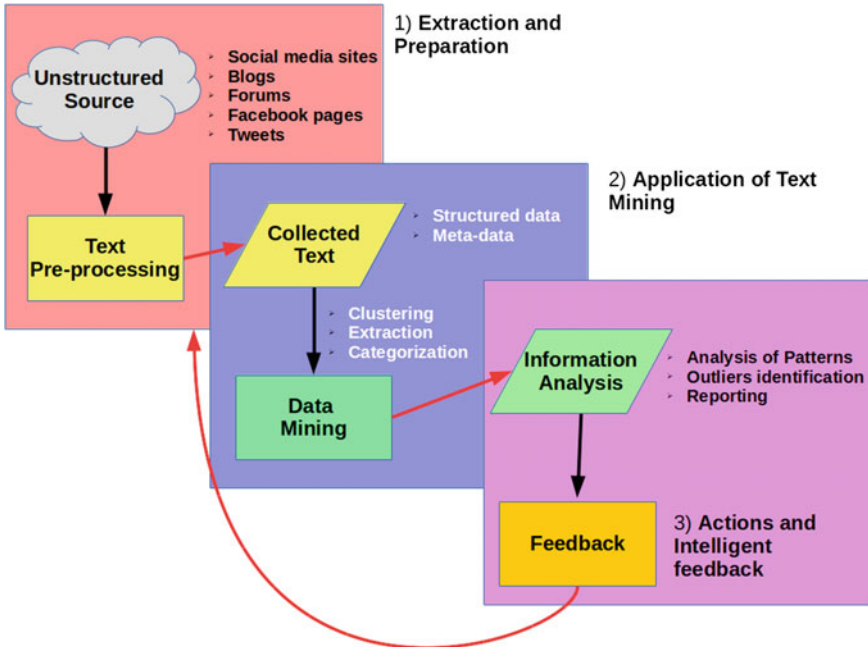 1) Extraction and
Preparation
Unstructured
Source
➢ Social media sites
➢ Blogs
➢ Forums
➢ Facebook pages
➢ Tweets
Text
Pre-processing
2) Application of Text
Mining
Collected
Text
➢ Structured data
➢ Meta-data
➢ Clustering
➢ Extraction
➢ Categorization
Data
Mining
Information
Analysis
➢ Analysis of Patterns
➢ Outliers identification
➢ Reporting
Feedback
3) Actions and
Intelligent
feedback